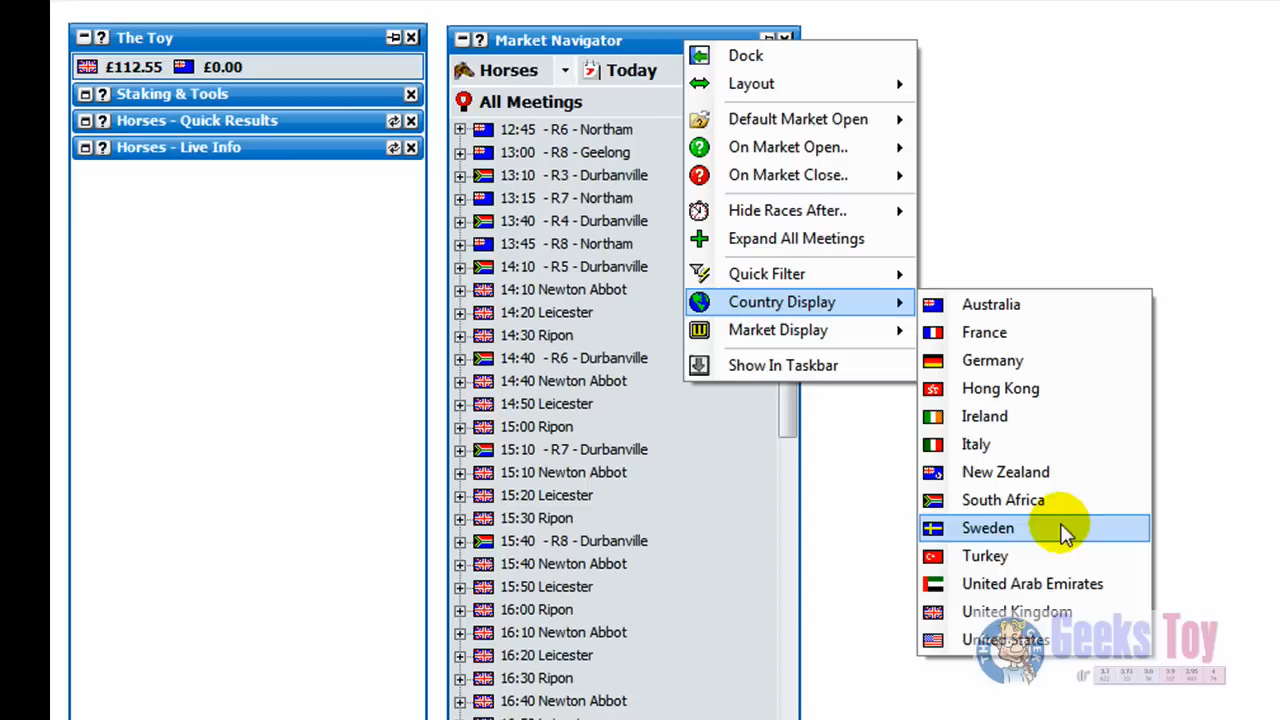 The Toy
£112.55 £0.00
Staking & Tools
Horses - Quick Results
Horses - Live Info
Market Navigator
Horses Today
All Meetings
12:45 - R6 - Northam
13:00 - R8 - Geelong
13:10 - R3 - Durbanville
13:15 - R7 - Northam
13:40 - R4 - Durbanville
13:45 - R8 - Northam
14:10 - R5 - Durbanville
14:10 Newton Abbot
14:20 Leicester
14:30 Ripon
14:40 - R6 - Durbanville
14:40 Newton Abbot
14:50 Leicester
15:00 Ripon
15:10 - R7 - Durbanville
15:10 Newton Abbot
15:20 Leicester
15:30 Ripon
15:40 - R8 - Durbanville
15:40 Newton Abbot
15:50 Leicester
16:00 Ripon
16:10 Newton Abbot
16:20 Leicester
16:30 Ripon
16:40 Newton Abbot
Dock
Layout
Default Market Open
On Market Open..
On Market Close..
Hide Races After..
Expand All Meetings
Quick Filter
Country Display
Market Display
Show In Taskbar
Australia
France
Germany
Hong Kong
Ireland
Italy
New Zealand
South Africa
Sweden
Turkey
United Arab Emirates
United Kingdom
United States
Geeks Toy